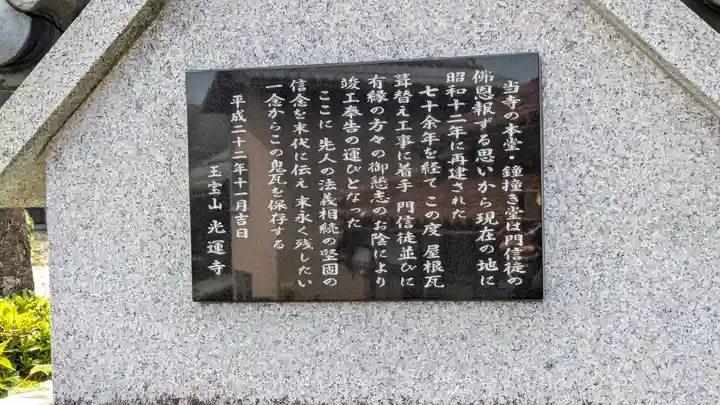 当寺の本堂・鐘撞き堂は門信徒の
佛恩報ずる思いから現在の地に
昭和十二年に再建された
七十余年を経て この度 屋根瓦
葺替え工事に着手 門信徒並びに
有縁の方々の御懇志のお陰により
竣工奉告の運びとなった
ここに 先人の法義相続の堅固の
信念を末代に伝え 末永く残したい
一念からこの鬼瓦を保存する
平成二十二年十一月吉日
玉宝山 光運寺